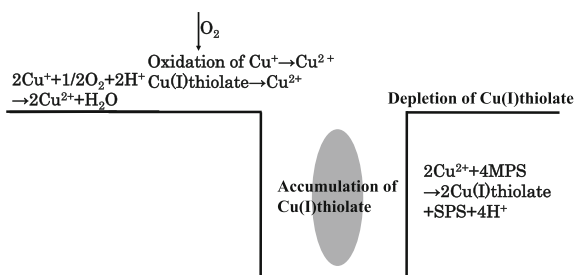 O₂
Oxidation of Cu⁺→Cu²⁺
Cu(I)thiolate→Cu²⁺
2Cu⁺+1/2O₂+2H⁺
→2Cu²⁺+H₂O
Depletion of Cu(I)thiolate
Accumulation of
Cu(I)thiolate
2Cu²⁺+4MPS
→2Cu(I)thiolate
+SPS+4H⁺